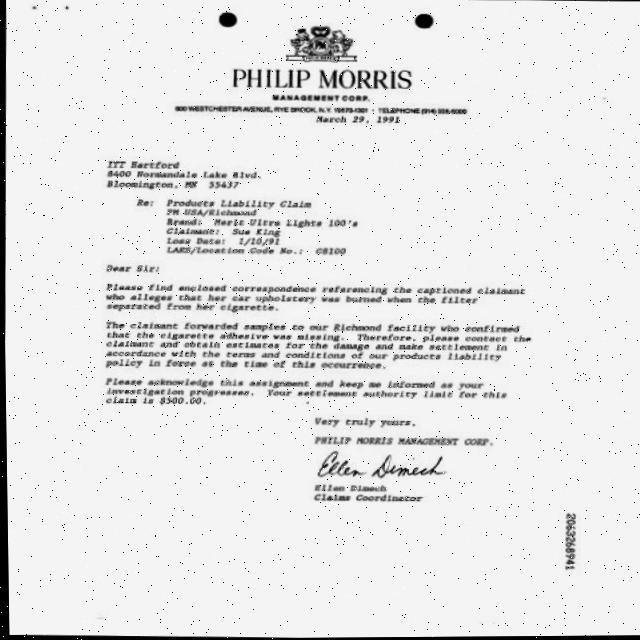 PHILIP MORRIS
MANAGEMENT CORP.
800 WESTCHESTER AVENUE, RYE BROOK, N.Y. 10573-1301 · TELEPHONE (914)
March 29, 1991
ITT Hartford
8400 Normandale Lake Blvd.
Bloomington, MN 55437
Re: Products Liability Claim
PM USA/Richmond
Brand: Merit Ultra Lights 100's
Claimant: Sue King
Loss Date: 1/10/91
LARS/Location Code No.: C8100
Dear Sir:
Please find enclosed correspondence referencing the captioned claimant
who alleges that her car upholstery was burned when the filter
separated from her cigarette.
The claimant forwarded samples to our Richmond facility who confirmed
that the cigarette adhesive was missing. Therefore, please contact the
claimant and obtain estimates for the damage and make settlement in
accordance with the terms and conditions of our products liability
policy in force at the time of this occurrence.
Please acknowledge this assignment and keep me informed as your
investigation progresses. Your settlement authority limit for this
claim is $500.00.
Very truly yours,
PHILIP MORRIS MANAGEMENT CORP.
Ellen Dimech
Ellen Dimech
Claims Coordinator
2063268941